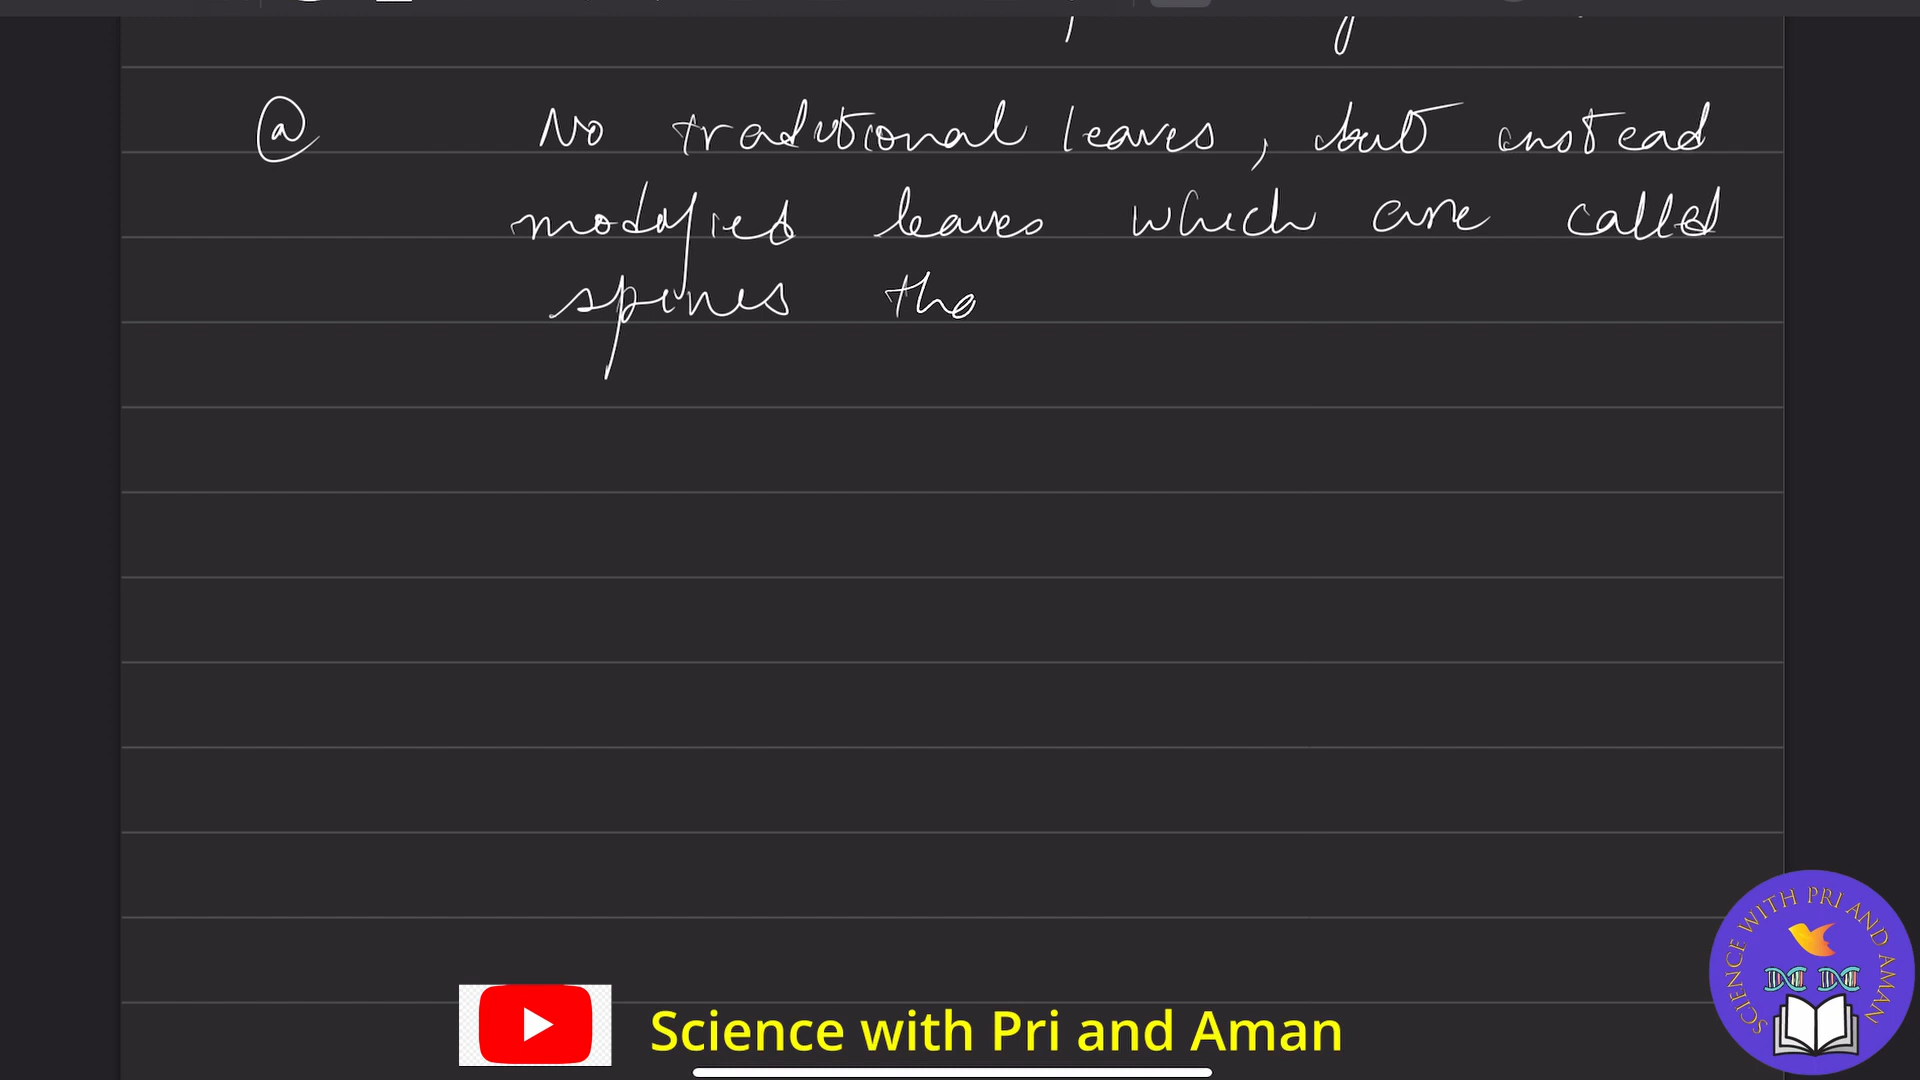 @ No traditional leaves, but instead
modified leaves which are called
spines tho
Science with Pri and Aman
SCIENCE WITH PRI AND AMAN